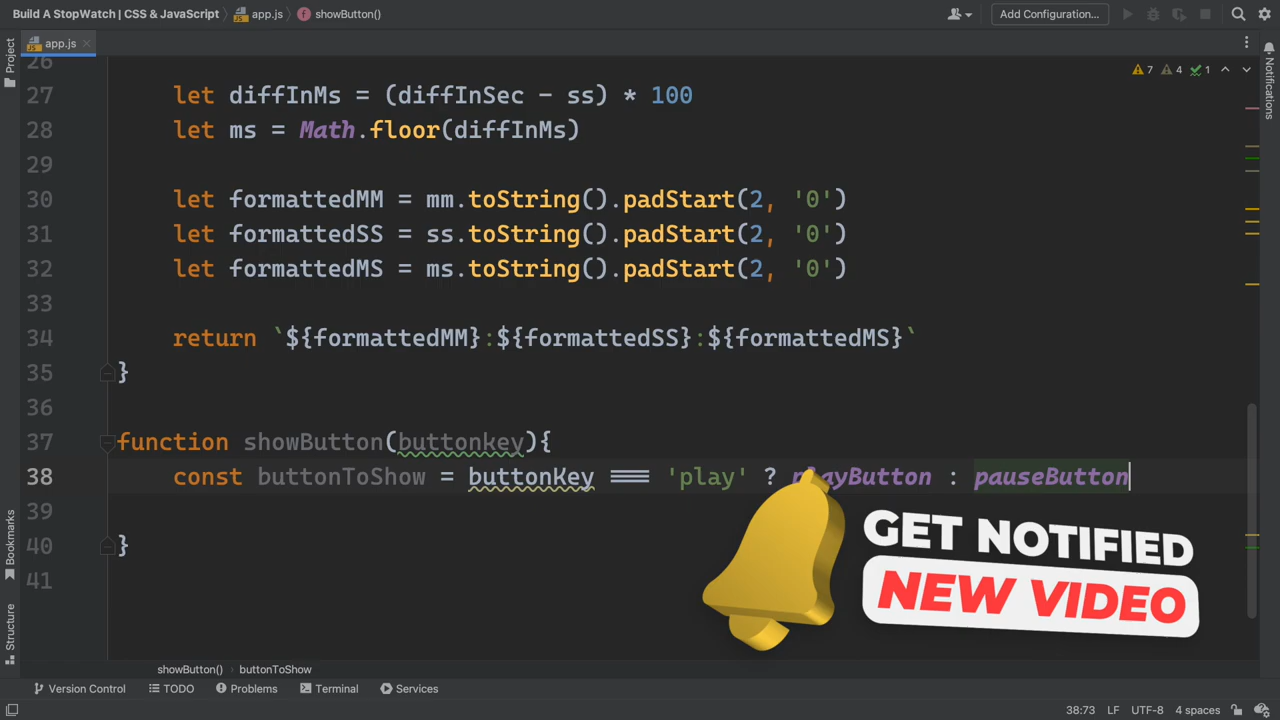 Build A StopWatch | CSS & JavaScript
app.js
showButton()
Add Configuration...
Project
app.js
Notifications
7
4
1
26
27 let diffInMs = (diffInSec - ss) * 100
28 let ms = Math.floor(diffInMs)
29
30 let formattedMM = mm.toString().padStart(2, '0')
31 let formattedSS = ss.toString().padStart(2, '0')
32 let formattedMS = ms.toString().padStart(2, '0')
33
34 return `${formattedMM}:${formattedSS}:${formattedMS}`
35 }
36
37 function showButton(buttonkey){
38 const buttonToShow = buttonKey === 'play' ? playButton : pauseButton
39
40 }
41
GET NOTIFIED
NEW VIDEO
Bookmarks
Structure
showButton()
buttonToShow
Version Control
TODO
Problems
Terminal
Services
38:73
LF
UTF-8
4 spaces